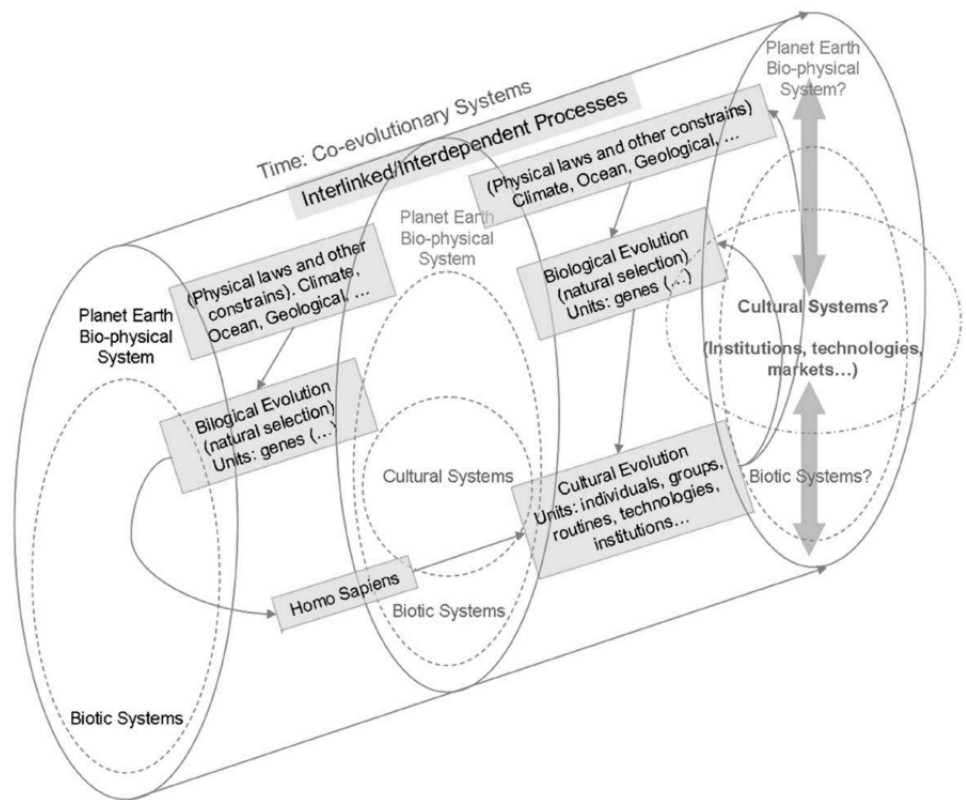 Time: Co-evolutionary Systems
Interlinked/Interdependent Processes
Planet Earth
Bio-physical
System
(Physical laws and other
constrains). Climate,
Ocean, Geological, …
Bilogical Evolution
(natural selection)
Units: genes (…)
Biotic Systems
Homo Sapiens
Planet Earth
Bio-physical
System
Cultural Systems
Biotic Systems
(Physical laws and other constrains)
Climate, Ocean, Geological, …
Biological Evolution
(natural selection)
Units: genes (…)
Cultural Evolution
Units: individuals, groups,
routines, technologies,
institutions…
Planet Earth
Bio-physical
System?
Cultural Systems?
(Institutions, technologies,
markets…)
Biotic Systems?